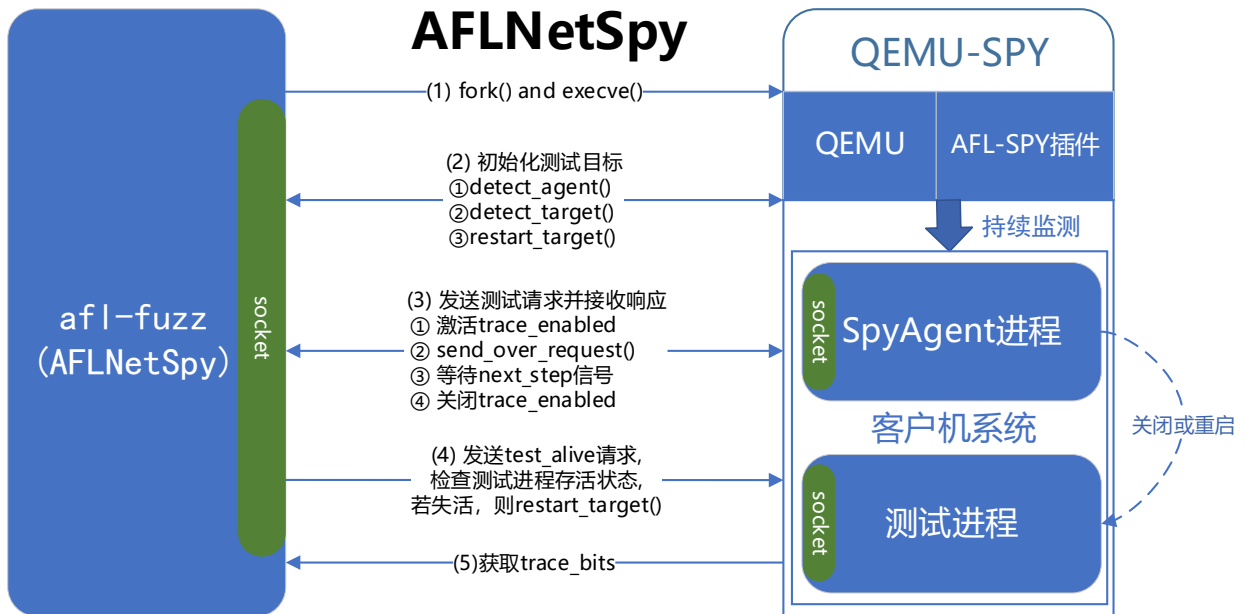 AFLNetSpy
QEMU-SPY
(1) fork() and execve()
QEMU
AFL-SPY插件
(2) 初始化测试目标
①detect_agent()
②detect_target()
③restart_target()
持续监测
afl-fuzz
(AFLNetSpy)
socket
(3) 发送测试请求并接收响应
① 激活trace_enabled
② send_over_request()
③ 等待next_step信号
④ 关闭trace_enabled
socket
SpyAgent进程
客户机系统
关闭或重启
(4) 发送test_alive请求,
检查测试进程存活状态,
若失活，则restart_target()
socket
测试进程
(5)获取trace_bits